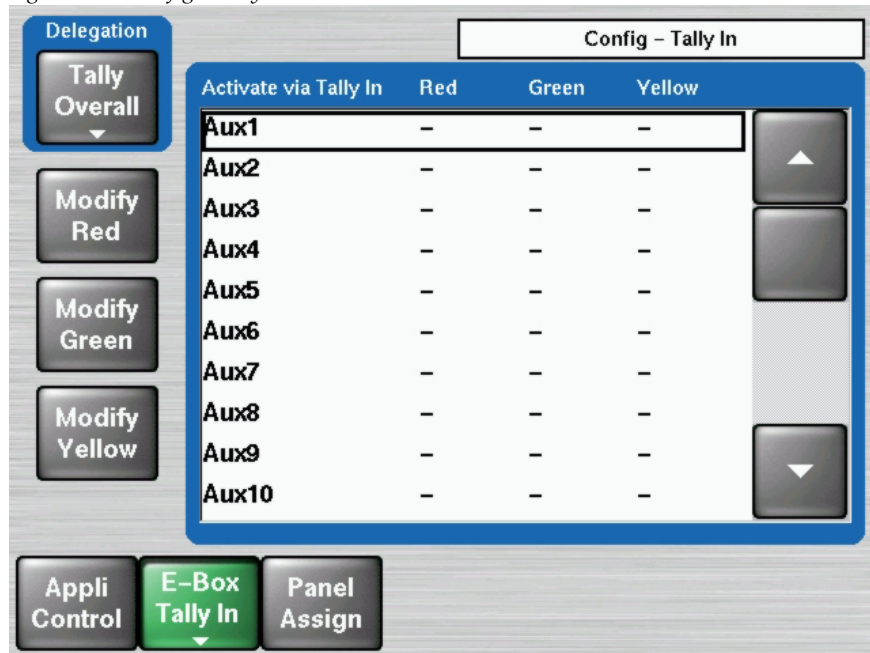 Delegation
Config – Tally In
Tally
Overall
Activate via Tally In Red Green Yellow
Aux1 – – –
Aux2 – – –
Aux3 – – –
Aux4 – – –
Aux5 – – –
Aux6 – – –
Aux7 – – –
Aux8 – – –
Aux9 – – –
Aux10 – – –
Modify
Red
Modify
Green
Modify
Yellow
Appli
Control
E–Box
Tally In
Panel
Assign